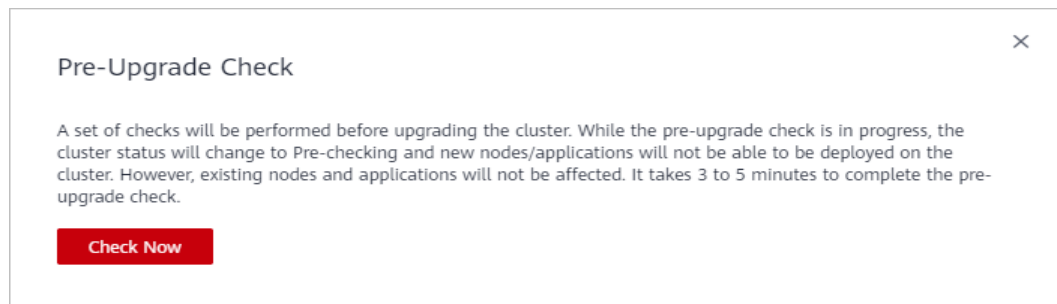 Pre-Upgrade Check
A set of checks will be performed before upgrading the cluster. While the pre-upgrade check is in progress, the
cluster status will change to Pre-checking and new nodes/applications will not be able to be deployed on the
cluster. However, existing nodes and applications will not be affected. It takes 3 to 5 minutes to complete the pre-
upgrade check.
Check Now